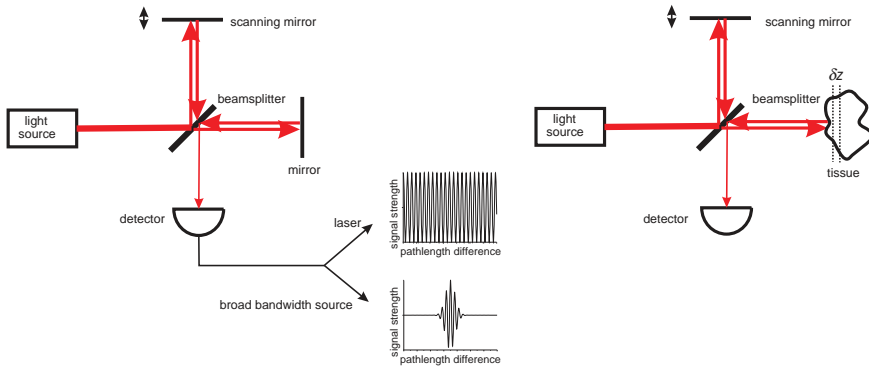 scanning mirror
beamsplitter
light
source
mirror
detector
laser
signal strength
pathlength difference
broad bandwidth source
signal strength
pathlength difference
scanning mirror
δz
beamsplitter
light
source
tissue
detector